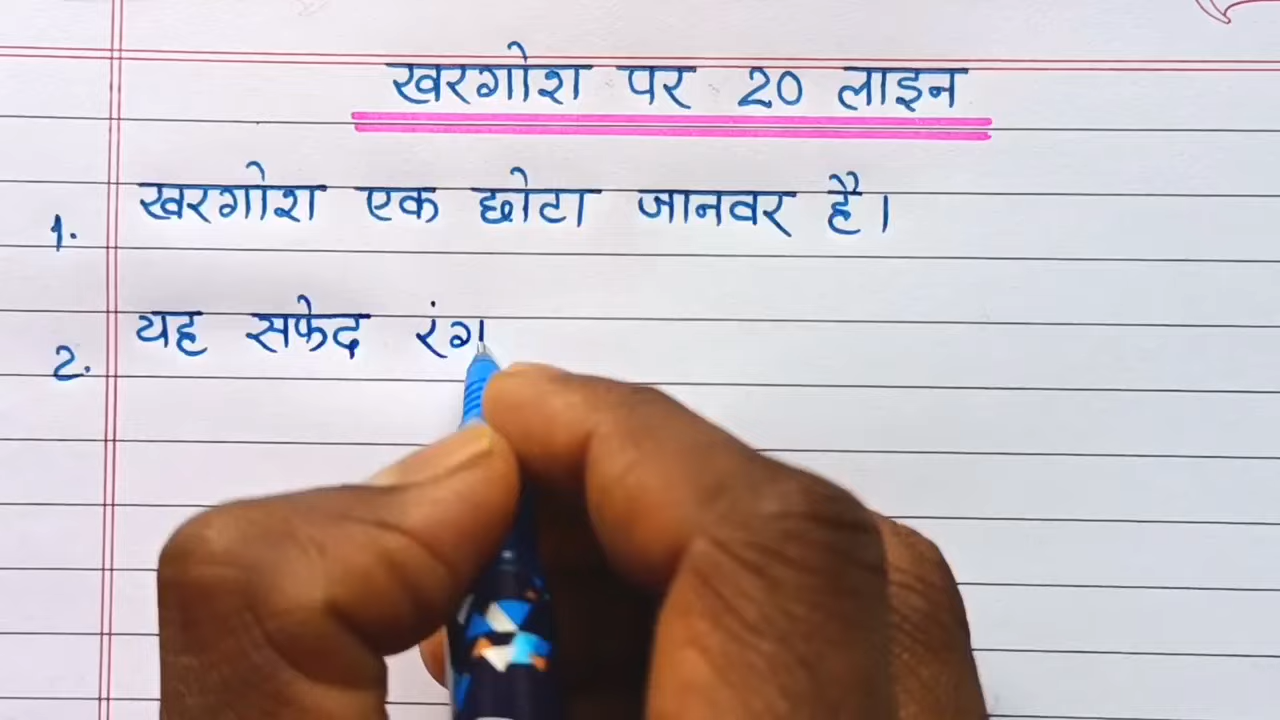 खरगोश पर 20 लाइन
1. खरगोश एक छोटा जानवर है।
2. यह सफेद रंग